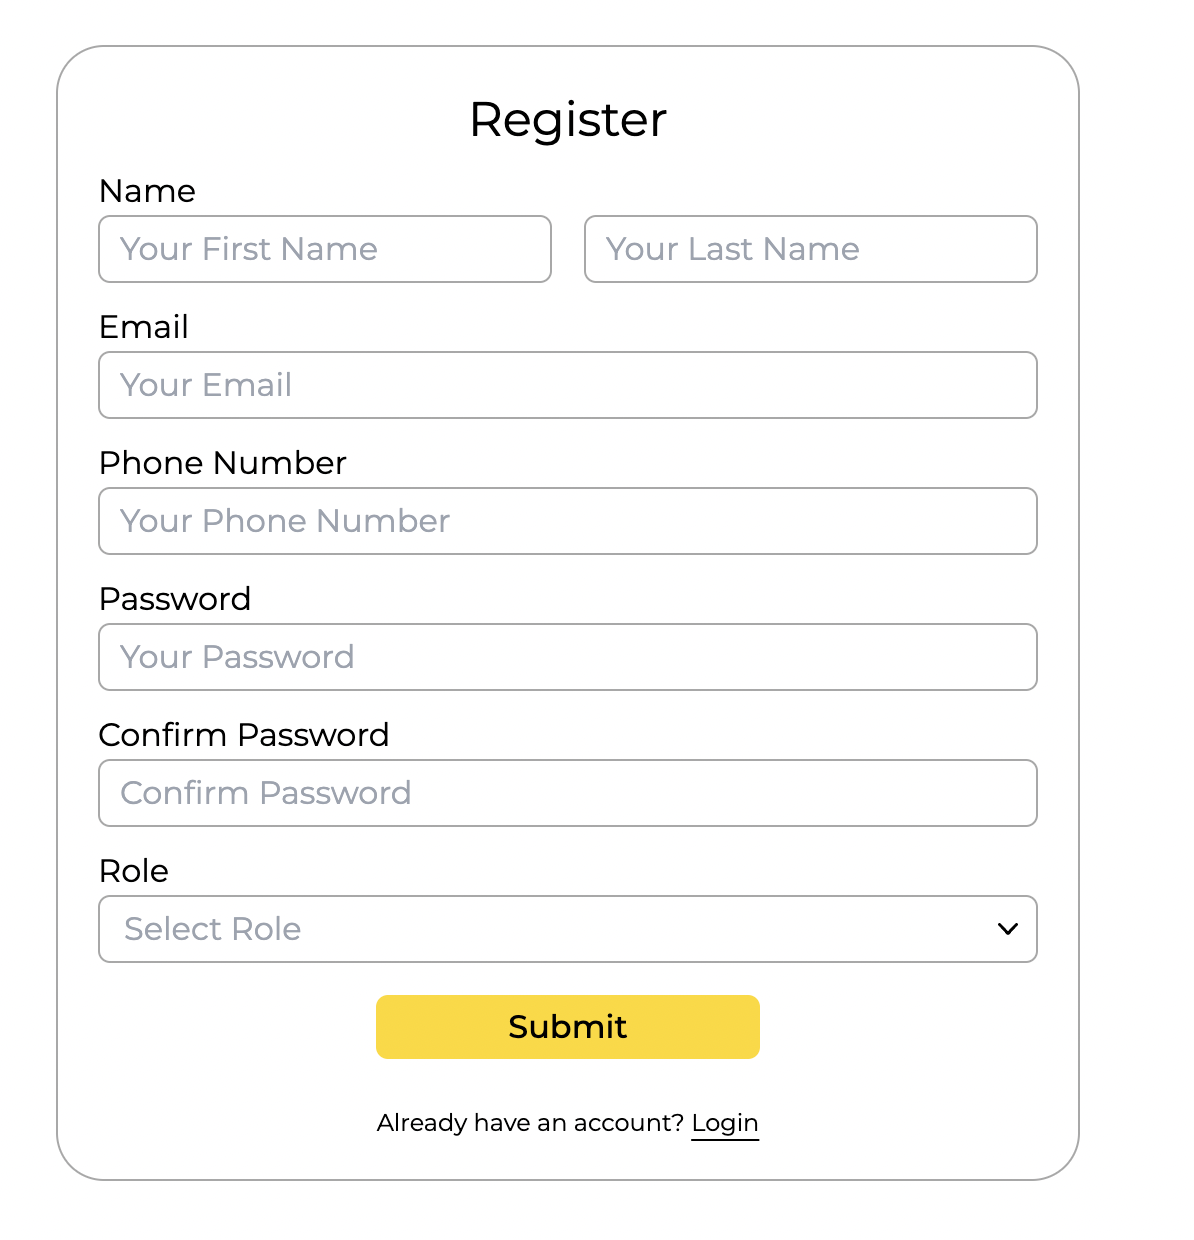 Register
Name
Your First Name Your Last Name
Email
Your Email
Phone Number
Your Phone Number
Password
Your Password
Confirm Password
Confirm Password
Role
Select Role
Submit
Already have an account? Login